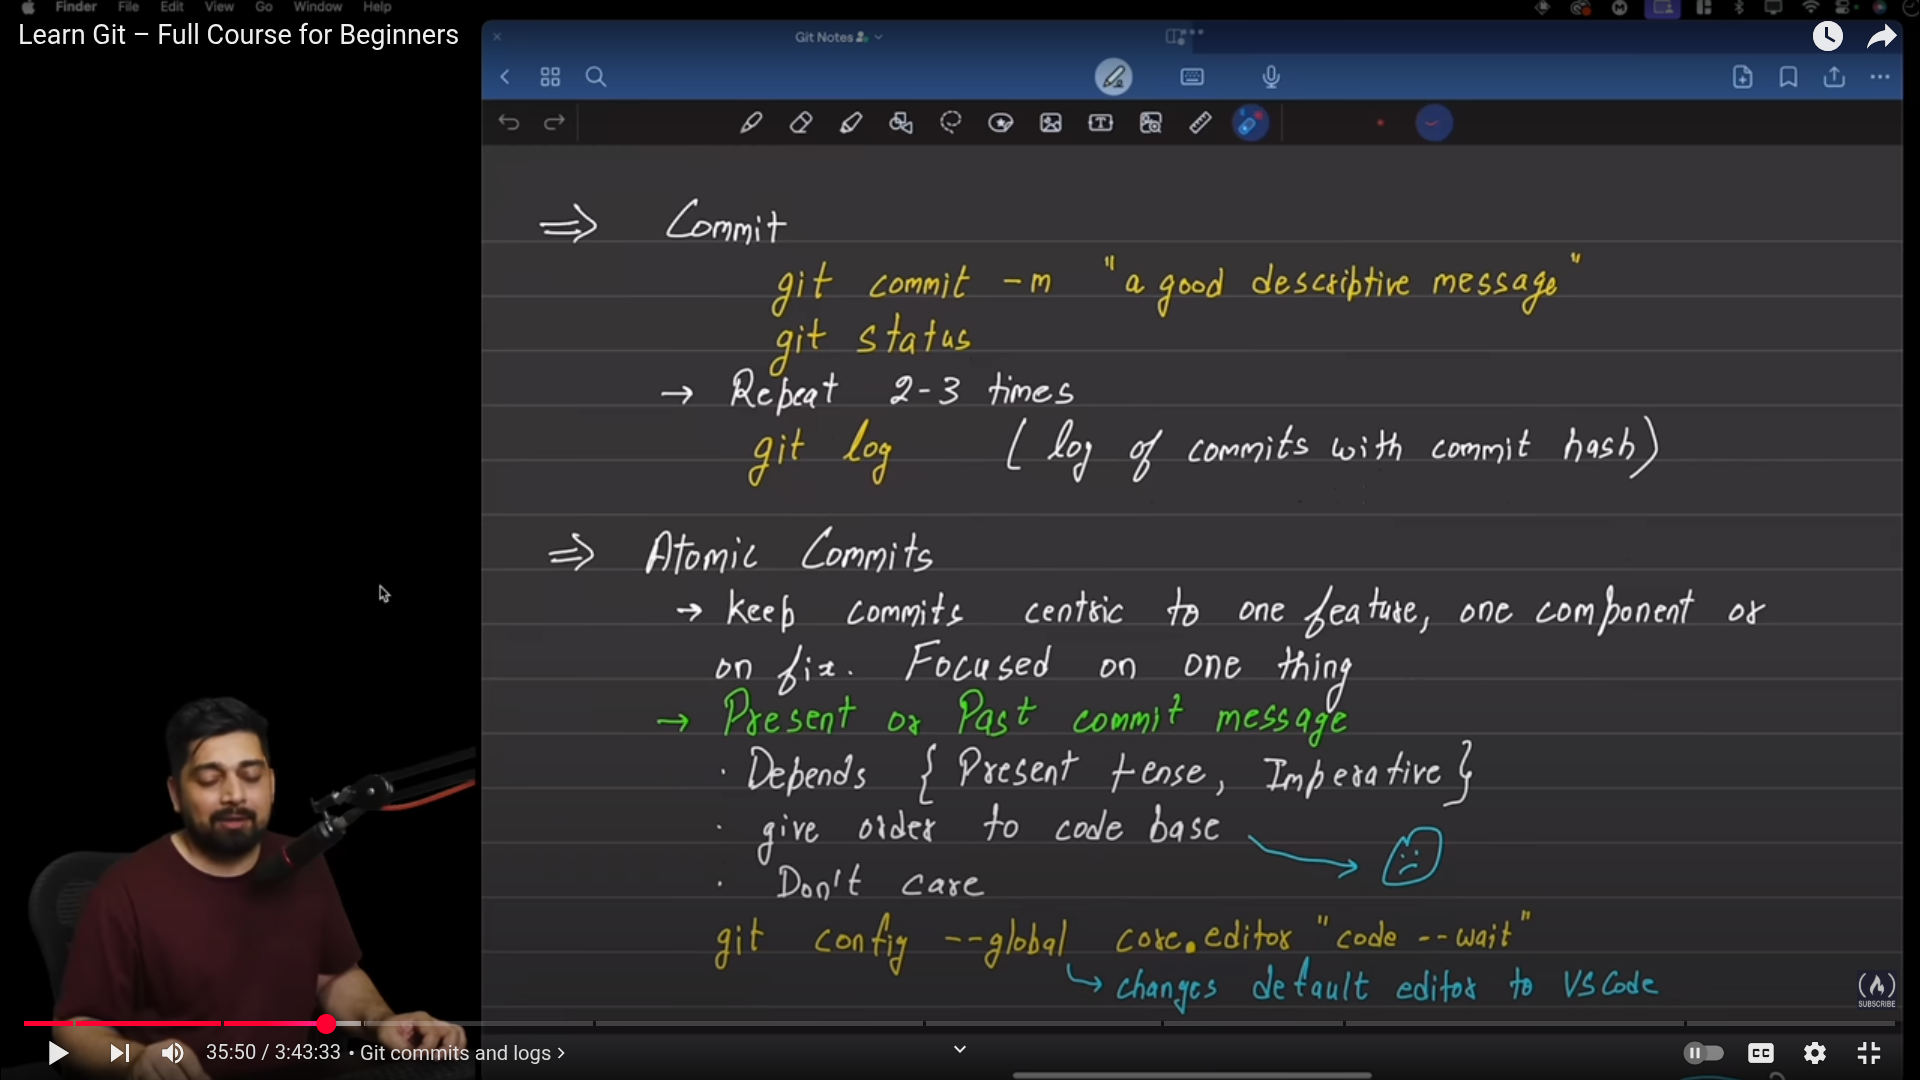 Finder File Edit View Go Window Help
Learn Git – Full Course for Beginners
Git Notes
⇒ Commit
git commit -m "a good descriptive message"
git status
→ Repeat 2-3 times
git log ( log of commits with commit hash)
⇒ Atomic Commits
→ keep commits centric to one feature, one component or
on fix. Focused on one thing
→ Present or Past commit message
· Depends { Present tense, Imperative }
· give order to code base
· Don't care
git config --global core.editor "code --wait"
↳ changes default editor to VS Code
SUBSCRIBE
35:50 / 3:43:33 • Git commits and logs >
CC